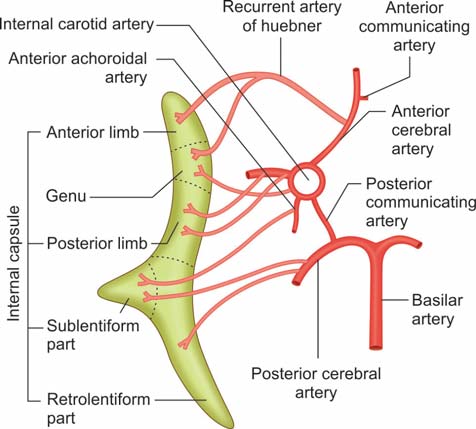 Internal carotid artery
Recurrent artery
of huebner
Anterior
communicating
artery
Anterior achoroidal
artery
Anterior
cerebral
artery
Anterior limb
Genu
Posterior limb
Posterior
communicating
artery
Internal capsule
Sublentiform
part
Basilar
artery
Posterior cerebral
artery
Retrolentiform
part